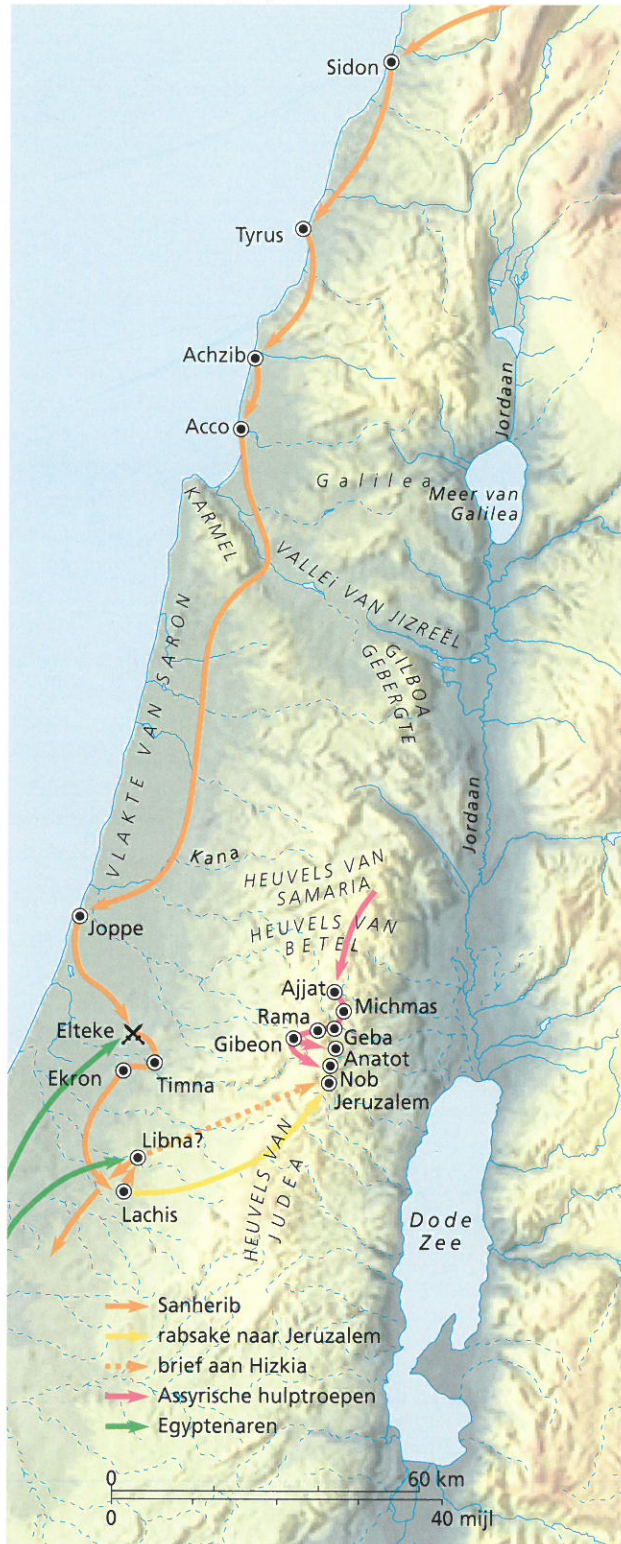 Sidon
Tyrus
Achzib
Acco
Galilea
Jordaan
Meer van
Galilea
KARMEL
VALLEi VAN JIZREËL
GILBOA
GEBERGTE
VLAKTE VAN SARON
Jordaan
Kana
HEUVELS VAN
SAMARIA
HEUVELS VAN
BETEL
Joppe
Ajjat
Michmas
Rama
Elteke
Gibeon
Geba
Anatot
Ekron
Timna
Nob
Jeruzalem
Libna?
HEUVELS VAN
JUDEA
Lachis
Dode
Zee
Sanherib
rabsake naar Jeruzalem
brief aan Hizkia
Assyrische hulptroepen
Egyptenaren
0 60 km
0 40 mijl